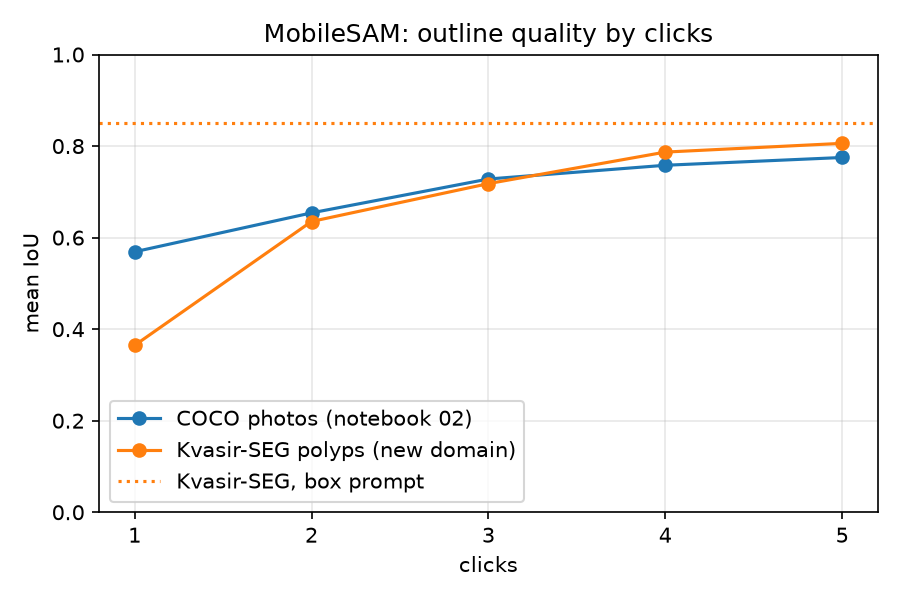 MobileSAM: outline quality by clicks
1.0
0.8
0.6
0.4
0.2
0.0
mean IoU
COCO photos (notebook 02)
Kvasir-SEG polyps (new domain)
Kvasir-SEG, box prompt
1 2 3 4 5
clicks